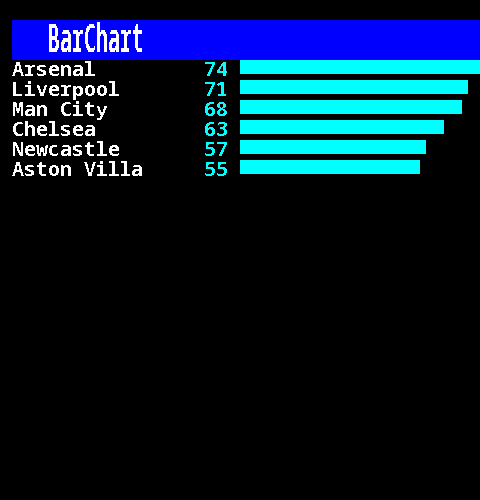 BarChart
Arsenal 74
Liverpool 71
Man City 68
Chelsea 63
Newcastle 57
Aston Villa 55